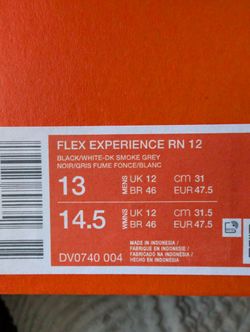 FLEX EXPERIENCE RN 12
BLACK/WHITE-DK SMOKE GREY
NOIR/GRIS FUME FONCE/BLANC
13 MENS UK 12 CM 31
BR 46 EUR 47.5
14.5 WMNS UK 12 CM 31.5
BR 46 EUR 47.5
DV0740 004
MADE IN INDONESIA /
FABRIQUE EN INDONESIE /
FABRICADO NA INDONESIA /
HECHO EN INDONESIA